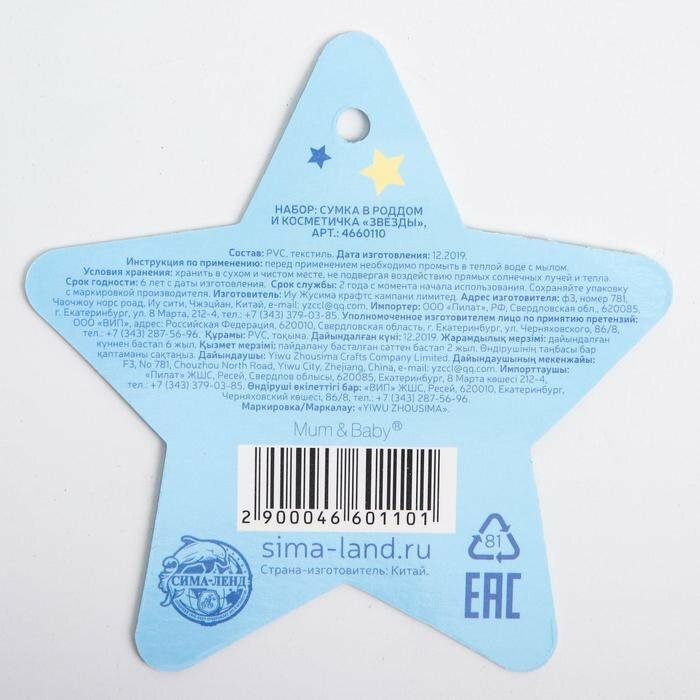 НАБОР: СУМКА В РОДДОМ
И КОСМЕТИЧКА «ЗВЕЗДЫ»,
АРТ.: 4660110
Состав: PVC, текстиль. Дата изготовления: 12.2019.
Инструкция по применению: перед применением необходимо промыть в теплой воде с мылом.
Условия хранения: хранить в сухом и чистом месте, не подвергая воздействию прямых солнечных лучей и тепла.
Срок годности: 6 лет с даты изготовления. Срок службы: 2 года с момента начала использования. Сохраняйте упаковку
с маркировкой производителя. Изготовитель: Иу Жусима крафтс кампани лимитед. Адрес изготовителя: ф3, номер 781,
Чаочжоу норс роад, Иу сити, Чжэцзян, Китай, e-mail: yzccl@qq.com. Импортер: ООО «Пилат», РФ, Свердловская обл., 620085,
г. Екатеринбург, ул. 8 Марта, 212-4, тел.: +7 (343) 379-03-85. Уполномоченное изготовителем лицо по принятию претензий:
ООО «ВИП», адрес: Российская Федерация, 620010, Свердловская область, г. Екатеринбург, ул. Черняховского, 86/8,
тел.: +7 (343) 287-56-96. Құрамы: PVC, тоқыма. Дайындалған күні: 12.2019. Жарамдылық мерзімі: дайындалған
күннен бастап 6 жыл. Қызмет мерзімі: пайдалану басталған сәттен бастап 2 жыл. Өндірушінің таңбасы бар
қаптаманы сақтаңыз. Дайындаушы: Yiwu Zhousima Crafts Company Limited. Дайындаушының мекенжайы:
F3, No 781, Chouzhou North Road, Yiwu City, Zhejiang, China, e-mail: yzccl@qq.com. Импорттаушы:
«Пилат» ЖШС, Ресей, Свердлов облысы, 620085, Екатеринбург, 8 Марта көшесі 212-4,
тел.: +7 (343) 379-03-85. Өндіруші өкілеттігі бар: «ВИП» ЖШС, Ресей, 620010, Екатеринбург,
Черняховский көшесі, 86/8, тел.: +7 (343) 287-56-96.
Маркировка/Маркалау: «YIWU ZHOUSIMA».
Mum & Baby®
2 900046 601101
sima-land.ru
Страна-изготовитель: Китай.
81
EAC
СИМА-ЛЕНД